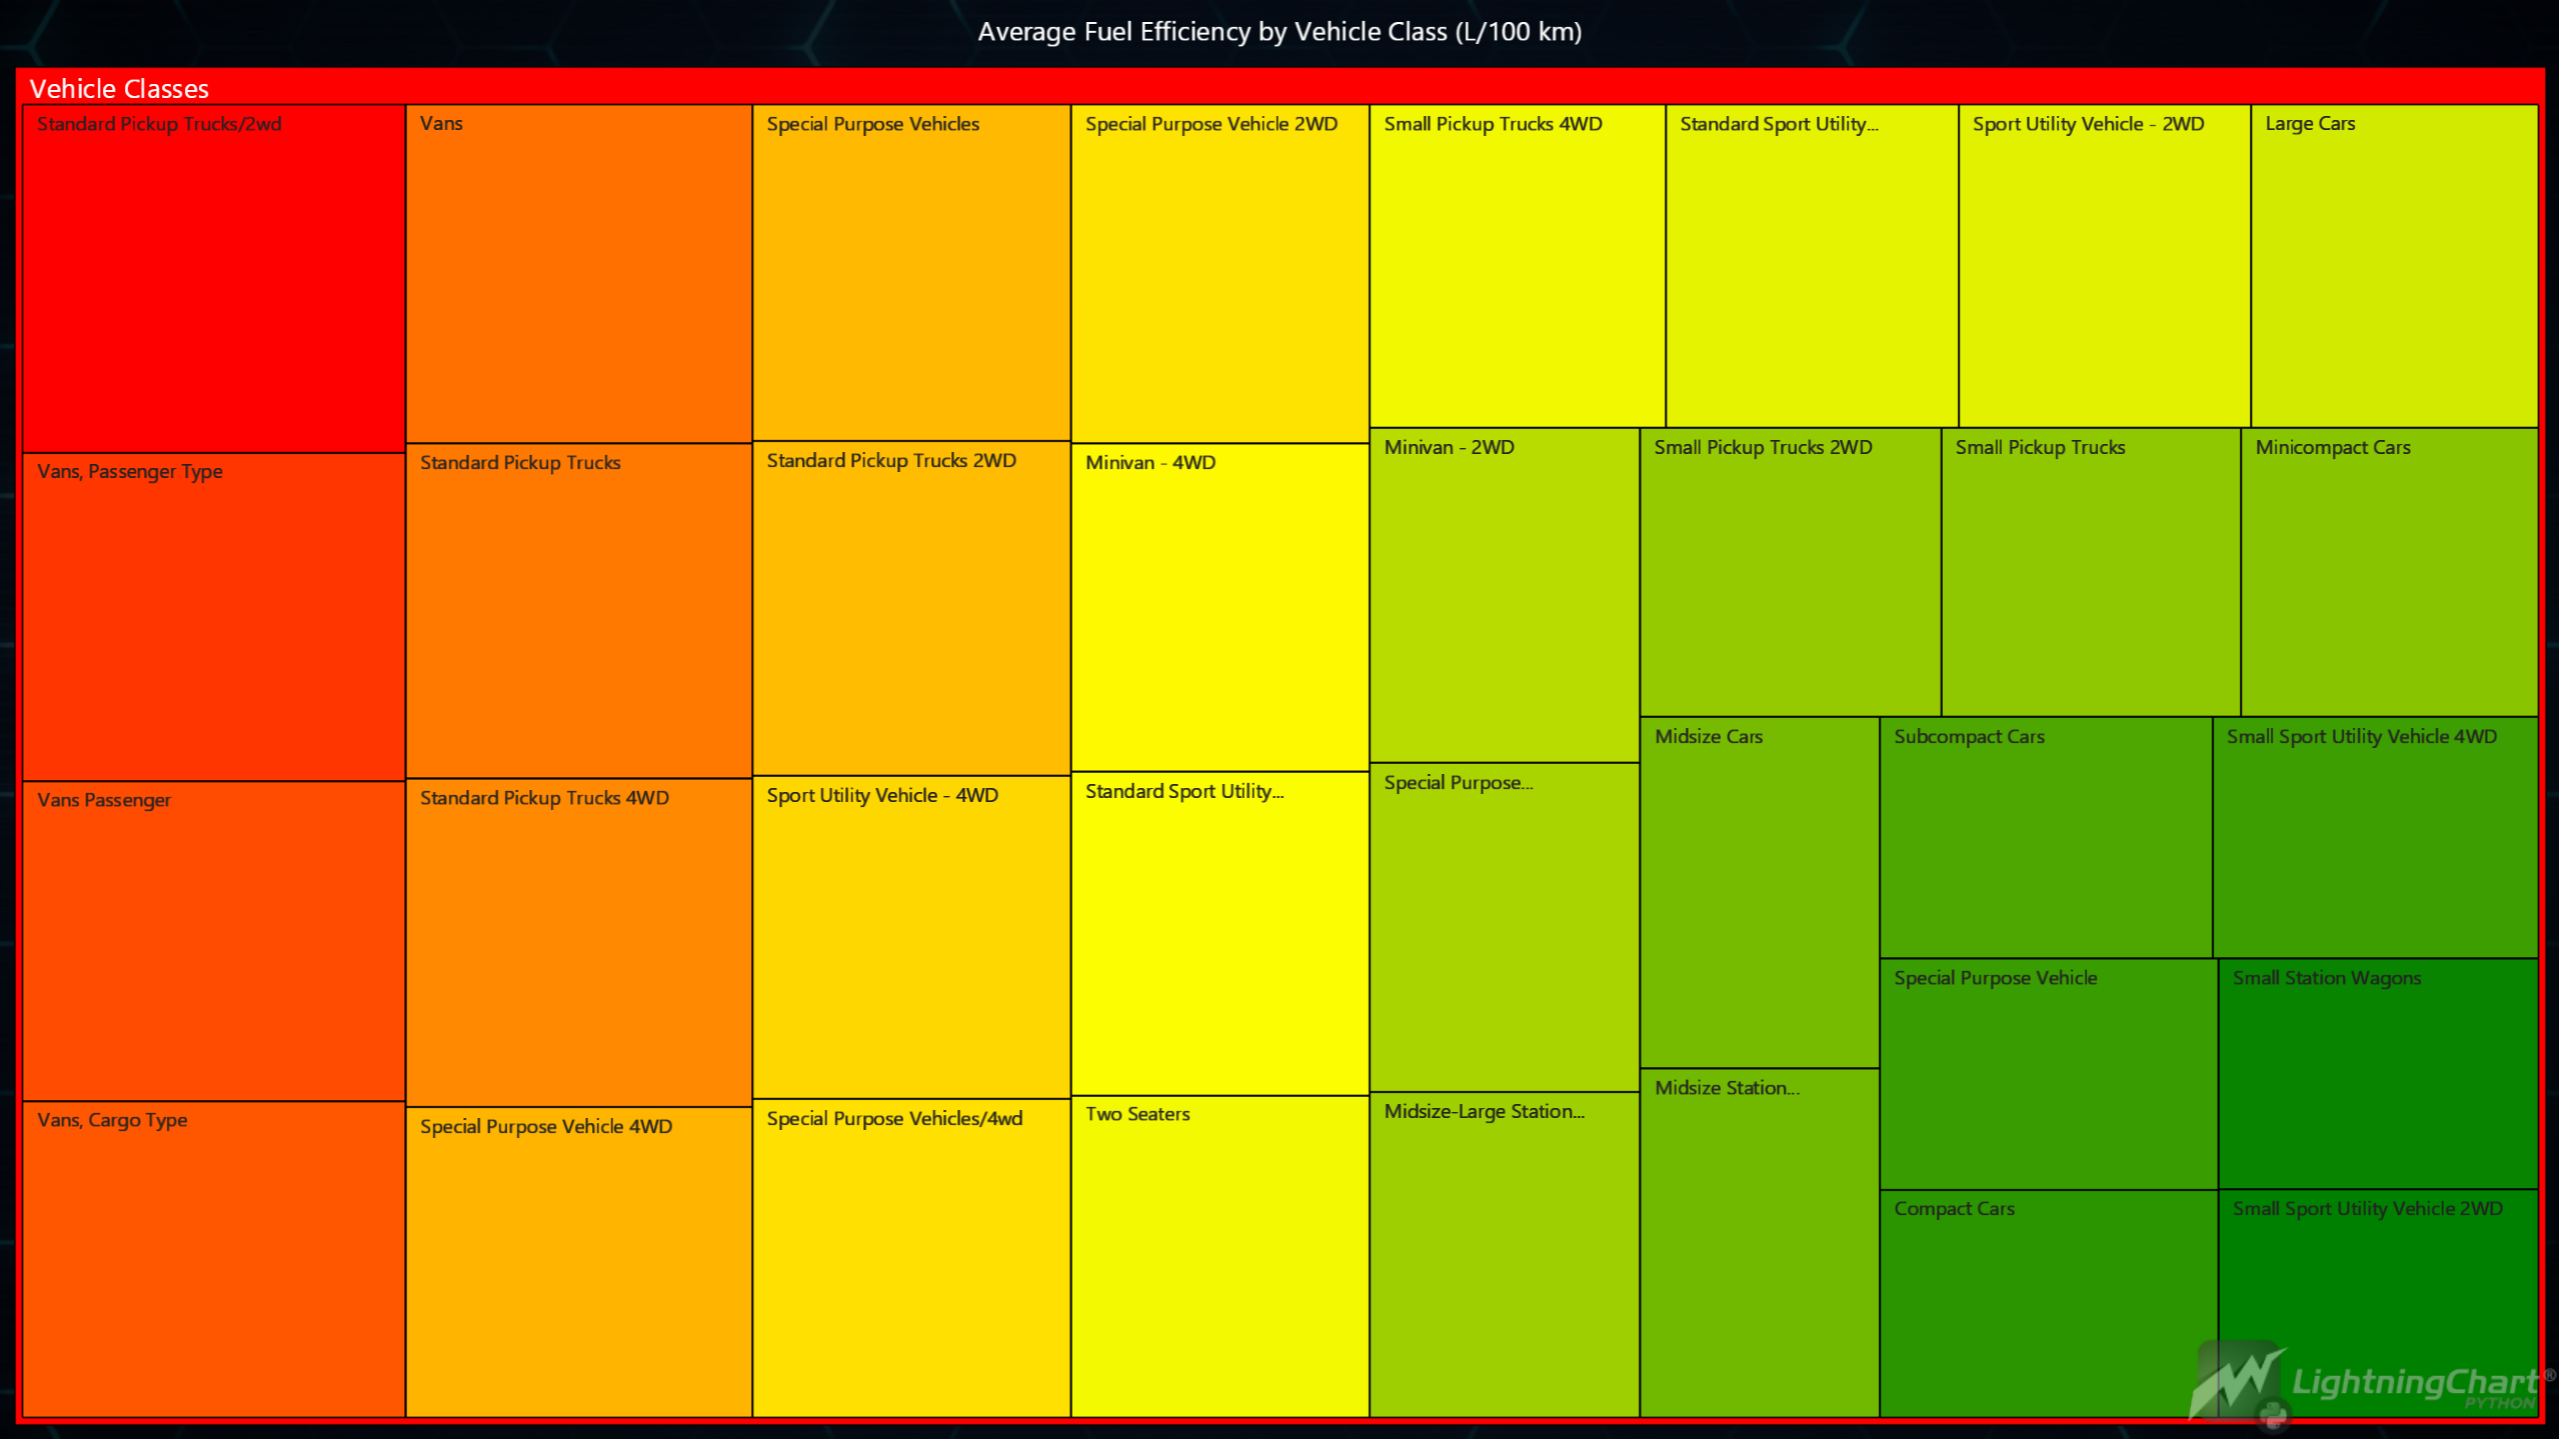 Average Fuel Efficiency by Vehicle Class (L/100 km)
Vehicle Classes
Standard Pickup Trucks/2wd
Vans
Special Purpose Vehicles
Special Purpose Vehicle 2WD
Small Pickup Trucks 4WD
Standard Sport Utility...
Sport Utility Vehicle - 2WD
Large Cars
Vans, Passenger Type
Standard Pickup Trucks
Standard Pickup Trucks 2WD
Minivan - 4WD
Minivan - 2WD
Small Pickup Trucks 2WD
Small Pickup Trucks
Minicompact Cars
Vans Passenger
Standard Pickup Trucks 4WD
Sport Utility Vehicle - 4WD
Standard Sport Utility...
Special Purpose...
Midsize Cars
Subcompact Cars
Small Sport Utility Vehicle 4WD
Special Purpose Vehicle
Small Station Wagons
Vans, Cargo Type
Special Purpose Vehicle 4WD
Special Purpose Vehicles/4wd
Two Seaters
Midsize-Large Station...
Midsize Station...
Compact Cars
Small Sport Utility Vehicle 2WD
LightningChart®
PYTHON